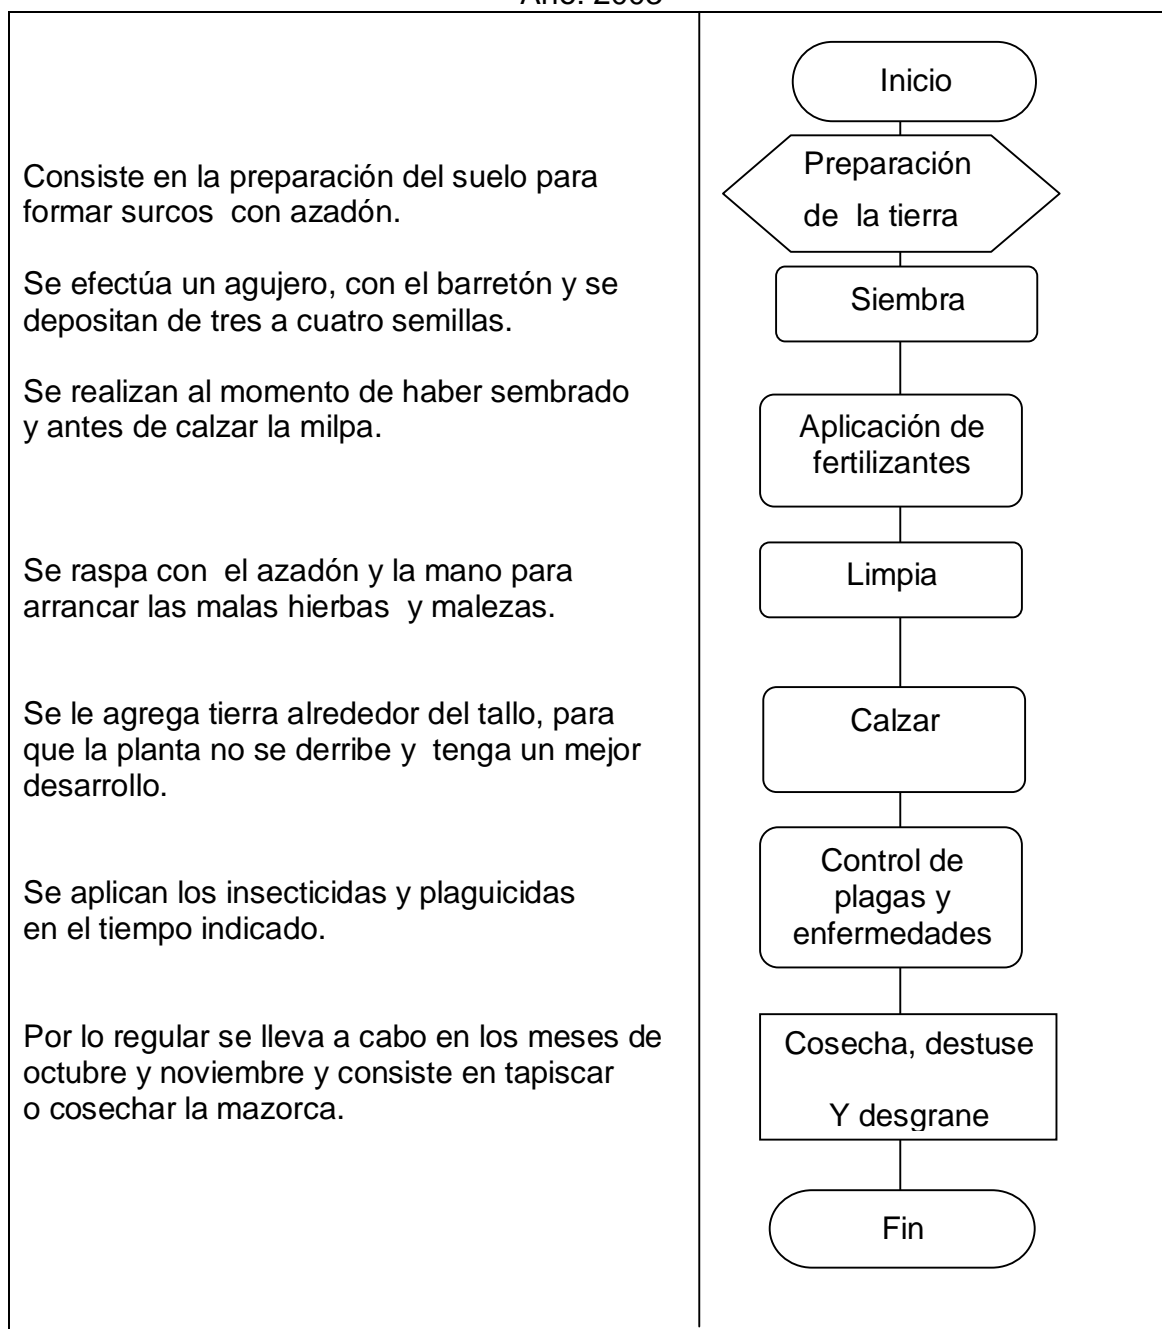 Inicio
Consiste en la preparación del suelo para
formar surcos con azadón.
Preparación
de la tierra
Se efectúa un agujero, con el barretón y se
depositan de tres a cuatro semillas.
Siembra
Se realizan al momento de haber sembrado
y antes de calzar la milpa.
Aplicación de
fertilizantes
Se raspa con el azadón y la mano para
arrancar las malas hierbas y malezas.
Limpia
Se le agrega tierra alrededor del tallo, para
que la planta no se derribe y tenga un mejor
desarrollo.
Calzar
Se aplican los insecticidas y plaguicidas
en el tiempo indicado.
Control de
plagas y
enfermedades
Por lo regular se lleva a cabo en los meses de
octubre y noviembre y consiste en tapiscar
o cosechar la mazorca.
Cosecha, destuse
Y desgrane
Fin